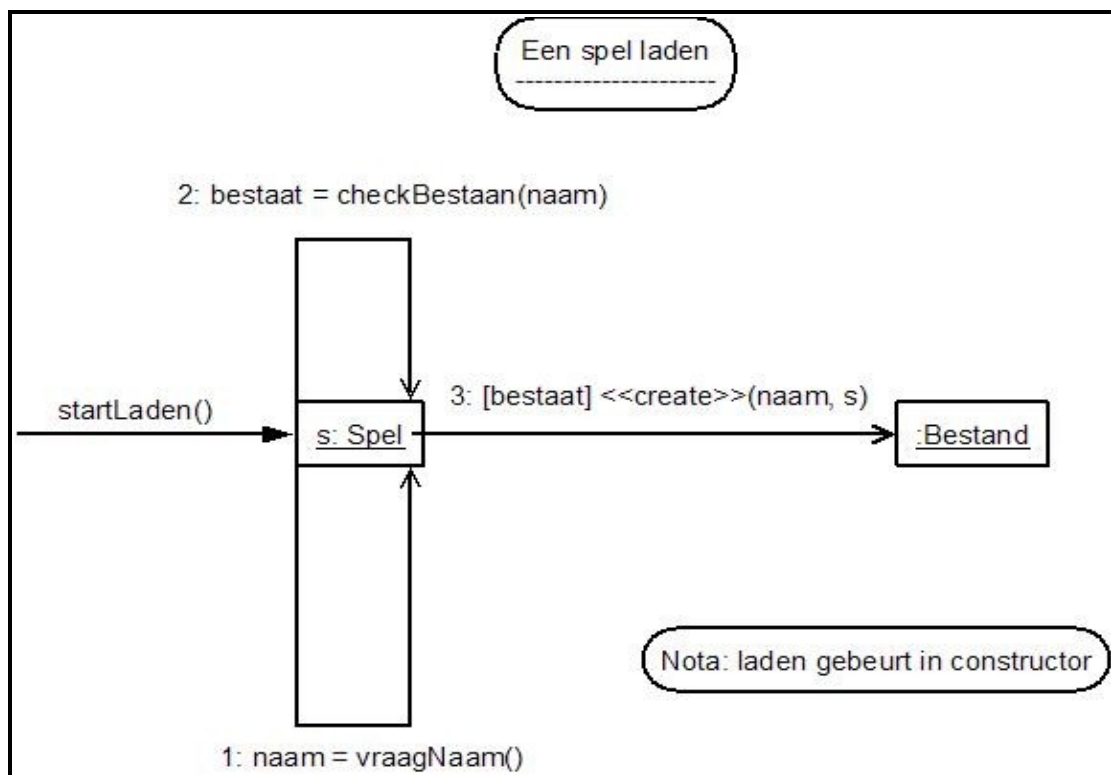 Een spel laden
2: bestaat = checkBestaan(naam)
startLaden()
s: Spel
3: [bestaat] <<create>>(naam, s)
:Bestand
Nota: laden gebeurt in constructor
1: naam = vraagNaam()